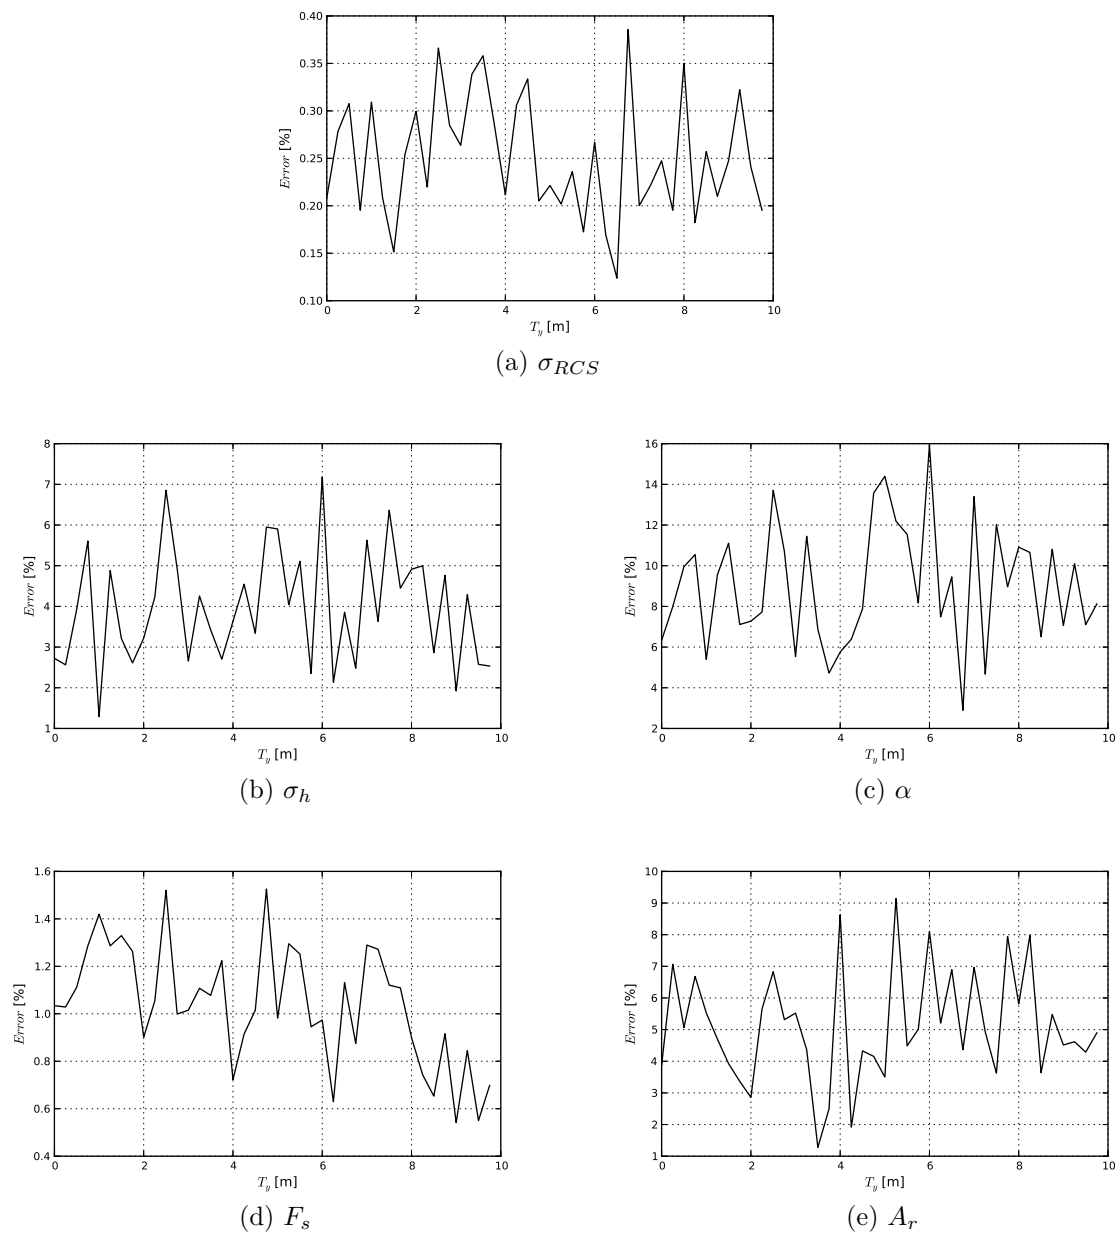 0.40
0.35
0.30
0.25
0.20
0.15
0.10
Error [%]
0 2 4 6 8 10
T_y [m]
(a) σ_RCS
8
7
6
5
4
3
2
1
Error [%]
0 2 4 6 8 10
T_y [m]
(b) σ_h
16
14
12
10
8
6
4
2
Error [%]
0 2 4 6 8 10
T_y [m]
(c) α
1.6
1.4
1.2
1.0
0.8
0.6
0.4
Error [%]
0 2 4 6 8 10
T_y [m]
(d) F_s
10
9
8
7
6
5
4
3
2
1
Error [%]
0 2 4 6 8 10
T_y [m]
(e) A_r